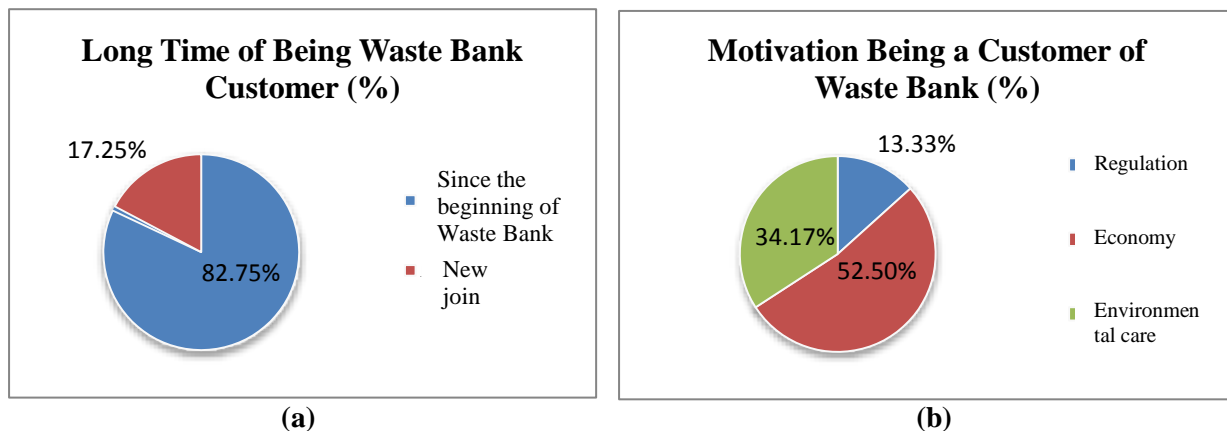 Long Time of Being Waste Bank
Customer (%)
17.25%
82.75%
Since the
beginning of
Waste Bank
New
join
(a)
Motivation Being a Customer of
Waste Bank (%)
13.33%
34.17%
52.50%
Regulation
Economy
Environmen
tal care
(b)